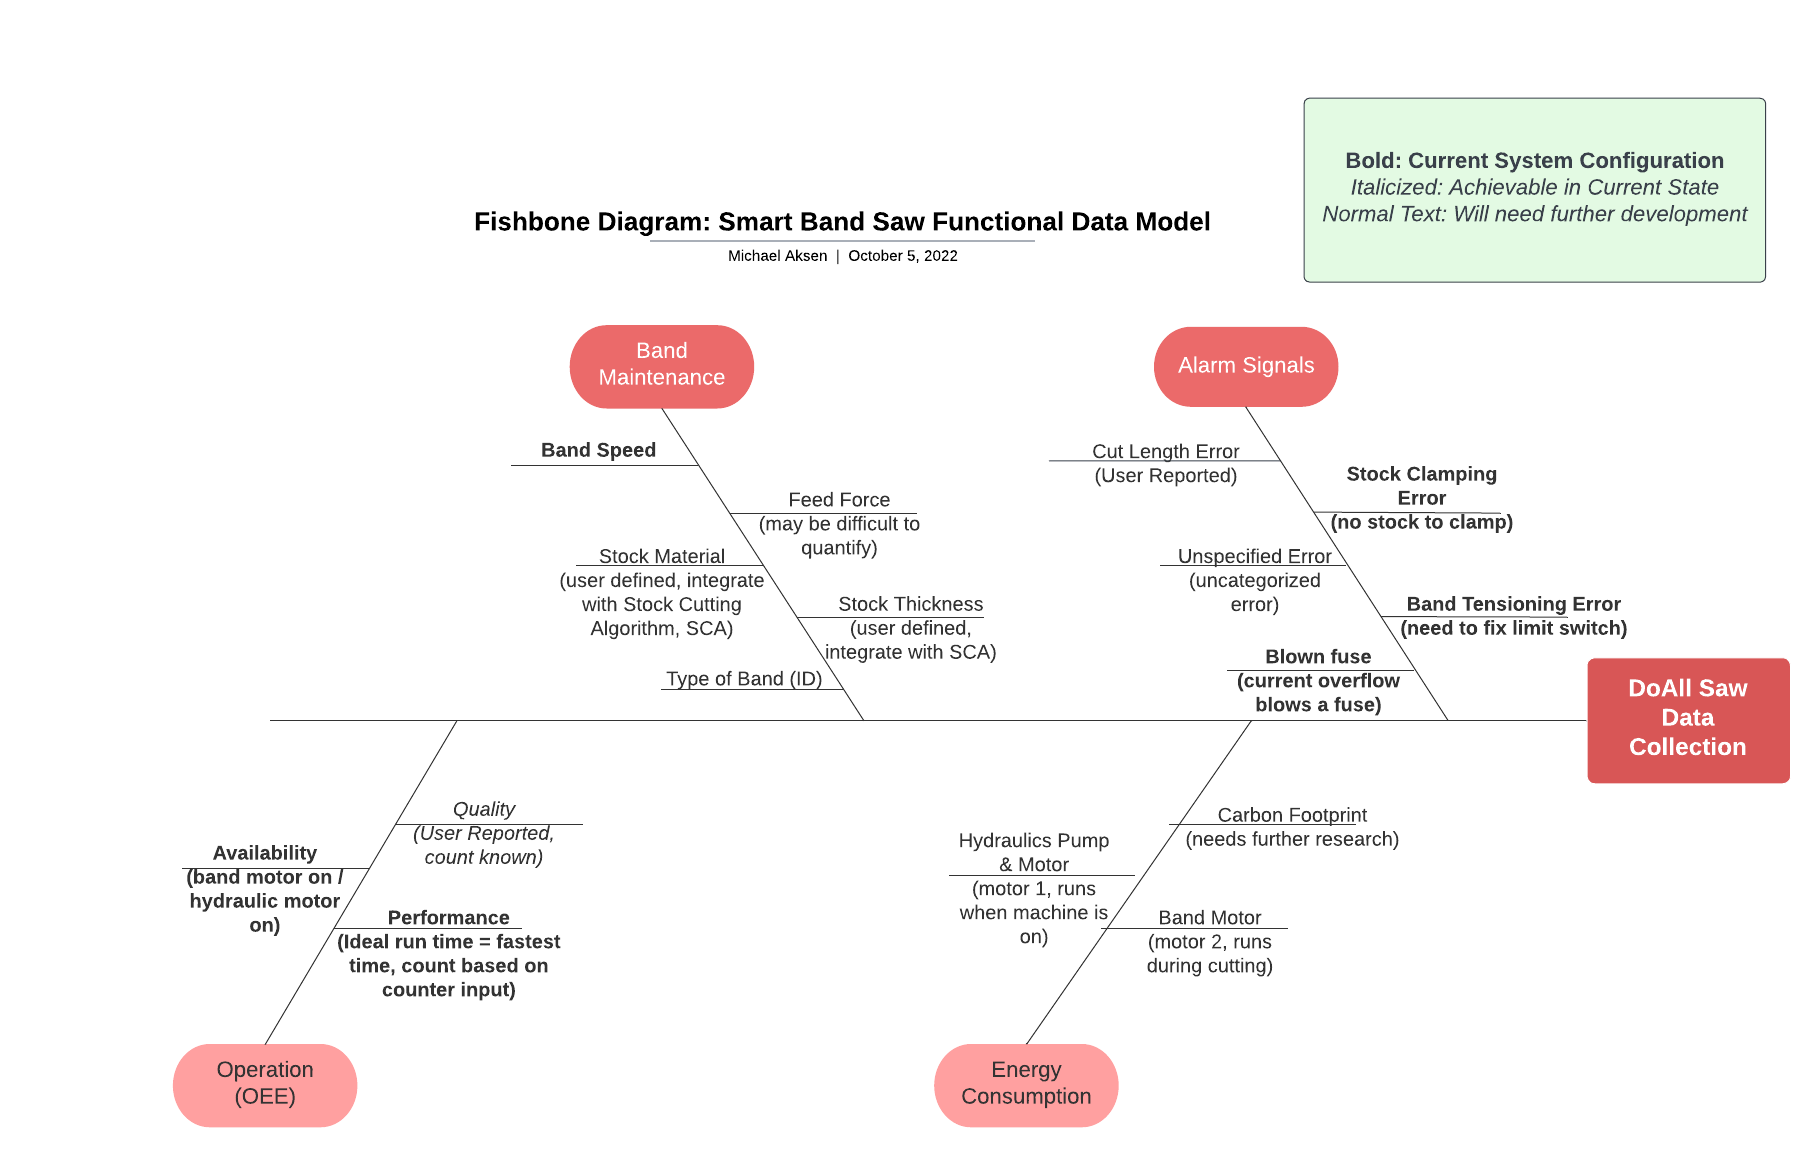 Bold: Current System Configuration
Italicized: Achievable in Current State
Normal Text: Will need further development
Fishbone Diagram: Smart Band Saw Functional Data Model
Michael Aksen | October 5, 2022
Band
Maintenance
Alarm Signals
Band Speed
Feed Force
(may be difficult to
quantify)
Stock Material
(user defined, integrate
with Stock Cutting
Algorithm, SCA)
Stock Thickness
(user defined,
integrate with SCA)
Type of Band (ID)
Cut Length Error
(User Reported)
Stock Clamping
Error
(no stock to clamp)
Unspecified Error
(uncategorized
error)
Band Tensioning Error
(need to fix limit switch)
Blown fuse
(current overflow
blows a fuse)
DoAll Saw
Data
Collection
Quality
(User Reported,
count known)
Availability
(band motor on /
hydraulic motor
on)
Performance
(Ideal run time = fastest
time, count based on
counter input)
Carbon Footprint
(needs further research)
Hydraulics Pump
& Motor
(motor 1, runs
when machine is
on)
Band Motor
(motor 2, runs
during cutting)
Operation
(OEE)
Energy
Consumption